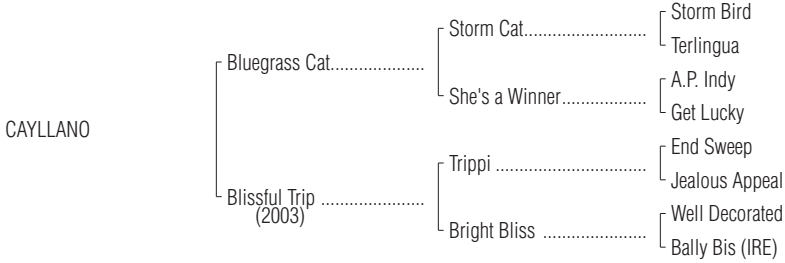 Storm Bird
Storm Cat........................
Terlingua
Bluegrass Cat...................
A.P. Indy
She's a Winner.................
Get Lucky
CAYLLANO
End Sweep
Trippi ..............................
Jealous Appeal
Blissful Trip .....................
(2003)
Well Decorated
Bright Bliss .....................
Bally Bis (IRE)